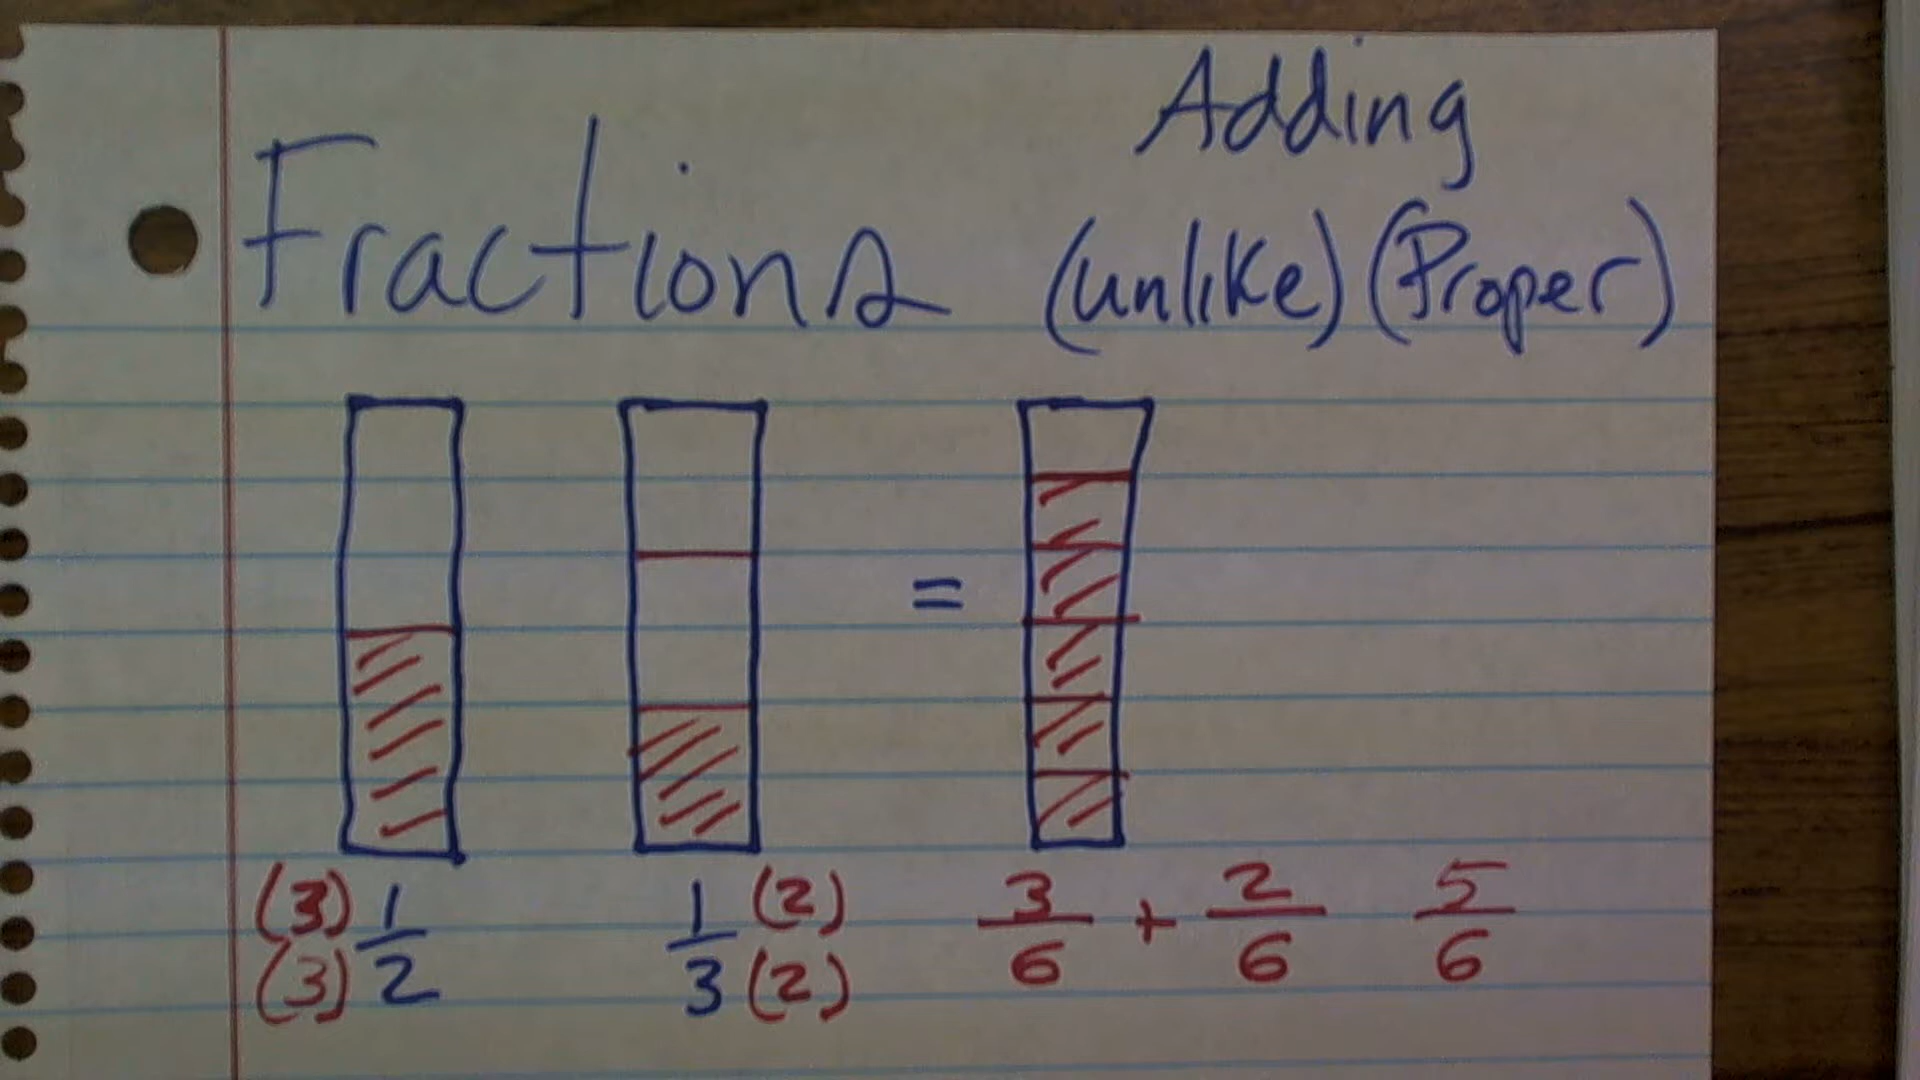 Adding
Fractions (unlike) (Proper)
=
(3) 1 1 (2) 3 + 2 5
(3) 2 3 (2) 6 6 6